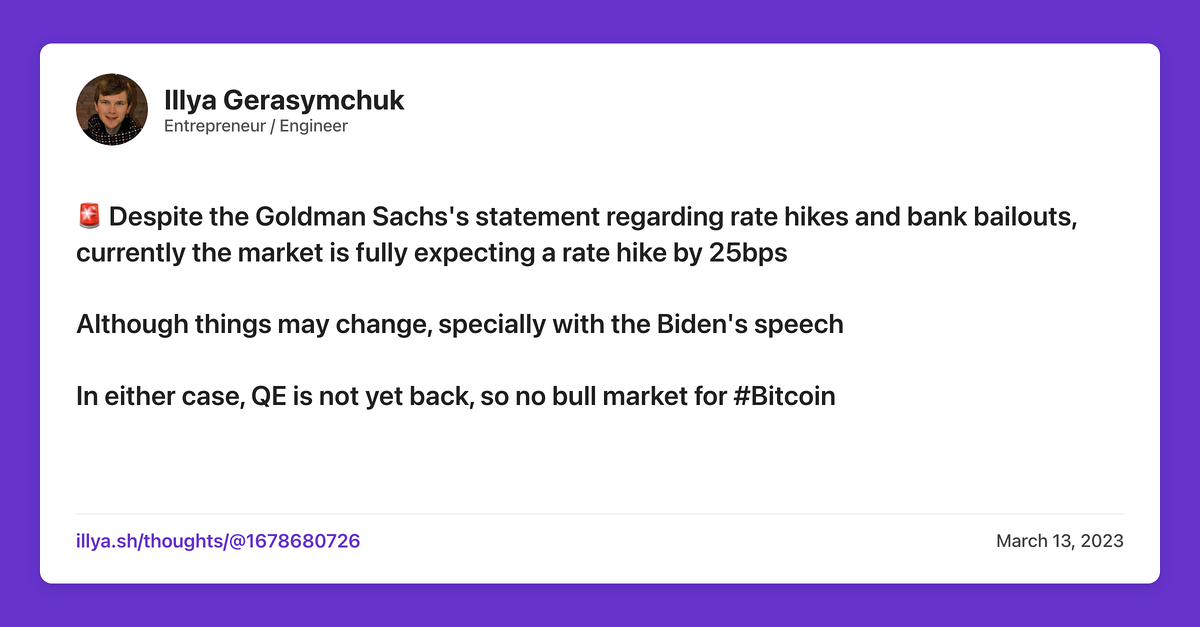 Illya Gerasymchuk
Entrepreneur / Engineer
🚨 Despite the Goldman Sachs's statement regarding rate hikes and bank bailouts,
currently the market is fully expecting a rate hike by 25bps
Although things may change, specially with the Biden's speech
In either case, QE is not yet back, so no bull market for #Bitcoin
illya.sh/thoughts/@1678680726
March 13, 2023